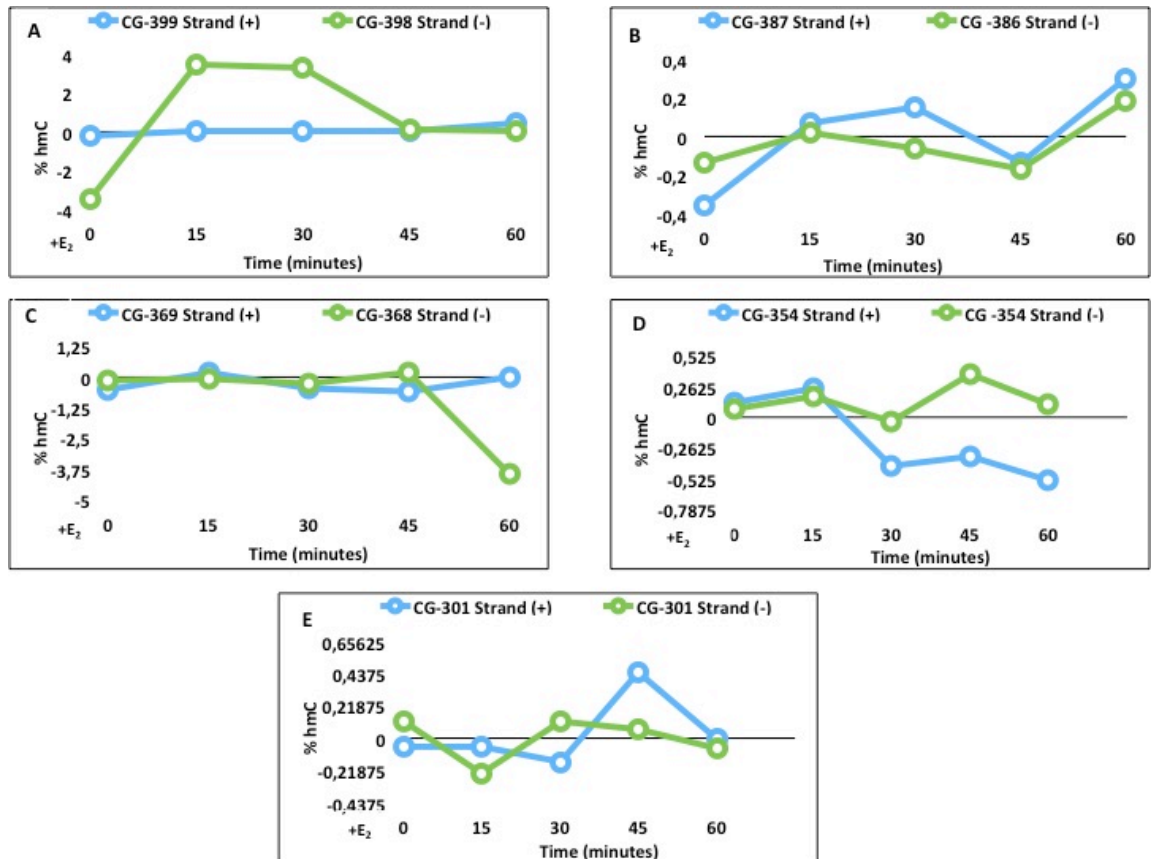 A
CG-399 Strand (+) CG-398 Strand (-)
4
2
0
-2
-4
% hmC
+E₂ 0 15 30 45 60
Time (minutes)
B
CG-387 Strand (+) CG -386 Strand (-)
0,4
0,2
0
-0,2
-0,4
% hmC
+E₂ 0 15 30 45 60
Time (minutes)
C
CG-369 Strand (+) CG-368 Strand (-)
1,25
0
-1,25
-2,5
-3,75
-5
% hmC
+E₂ 0 15 30 45 60
Time (minutes)
D
CG-354 Strand (+) CG -354 Strand (-)
0,525
0,2625
0
-0,2625
-0,525
-0,7875
% hmC
+E₂ 0 15 30 45 60
Time (minutes)
E
CG-301 Strand (+) CG-301 Strand (-)
0,65625
0,4375
0,21875
0
-0,21875
-0,4375
% hmC
+E₂ 0 15 30 45 60
Time (minutes)